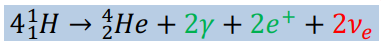 4¹₁H → ⁴₂He + 2γ + 2e⁺ + 2νₑ